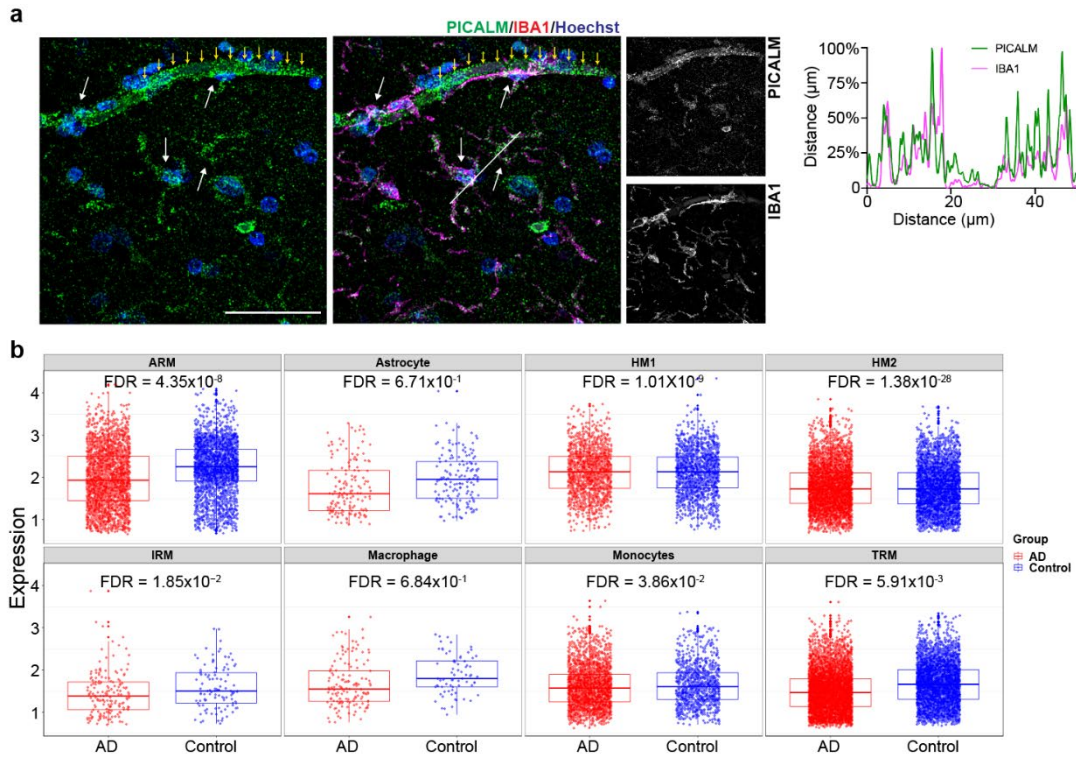 a
PICALM/IBA1/Hoechst
PICALM
IBA1
100%
75%
50%
25%
0
Distance (µm)
PICALM
IBA1
0 20 40
Distance (µm)
b
ARM
FDR = 4.35x10⁻⁸
Astrocyte
FDR = 6.71x10⁻¹
HM1
FDR = 1.01X10⁻⁹
HM2
FDR = 1.38x10⁻²⁸
4
3
2
1
IRM
FDR = 1.85x10⁻²
Macrophage
FDR = 6.84x10⁻¹
Monocytes
FDR = 3.86x10⁻²
TRM
FDR = 5.91x10⁻³
4
3
2
1
Expression
AD Control AD Control AD Control AD Control
Group
AD
Control